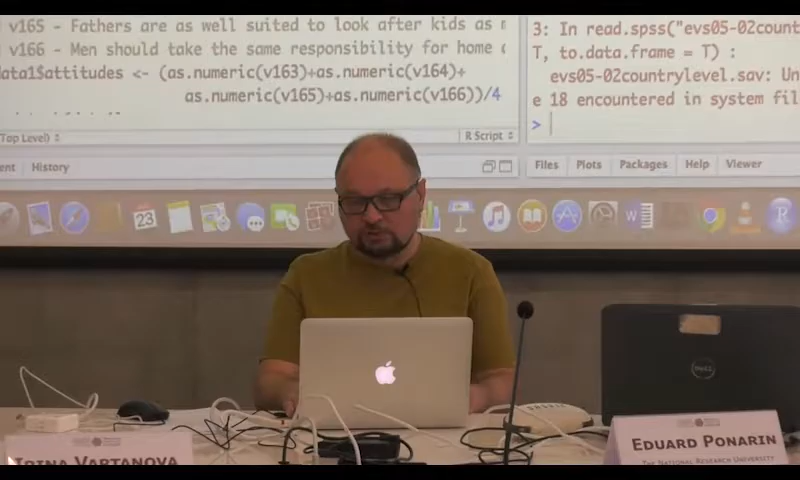 v165 - Fathers are as well suited to look after kids as
v166 - Men should take the same responsibility for home
data1$attitudes <- (as.numeric(v163)+as.numeric(v164)+
as.numeric(v165)+as.numeric(v166))/4
Top Level)
R Script
History
3: In read.spss("evs05-02count
T, to.data.frame = T) :
evs05-02countrylevel.sav: Un
e 18 encountered in system fil
>
Files Plots Packages Help Viewer
23
W
R
DELL
IRINA VARTANOVA
EDUARD PONARIN
THE NATIONAL RESEARCH UNIVERSITY